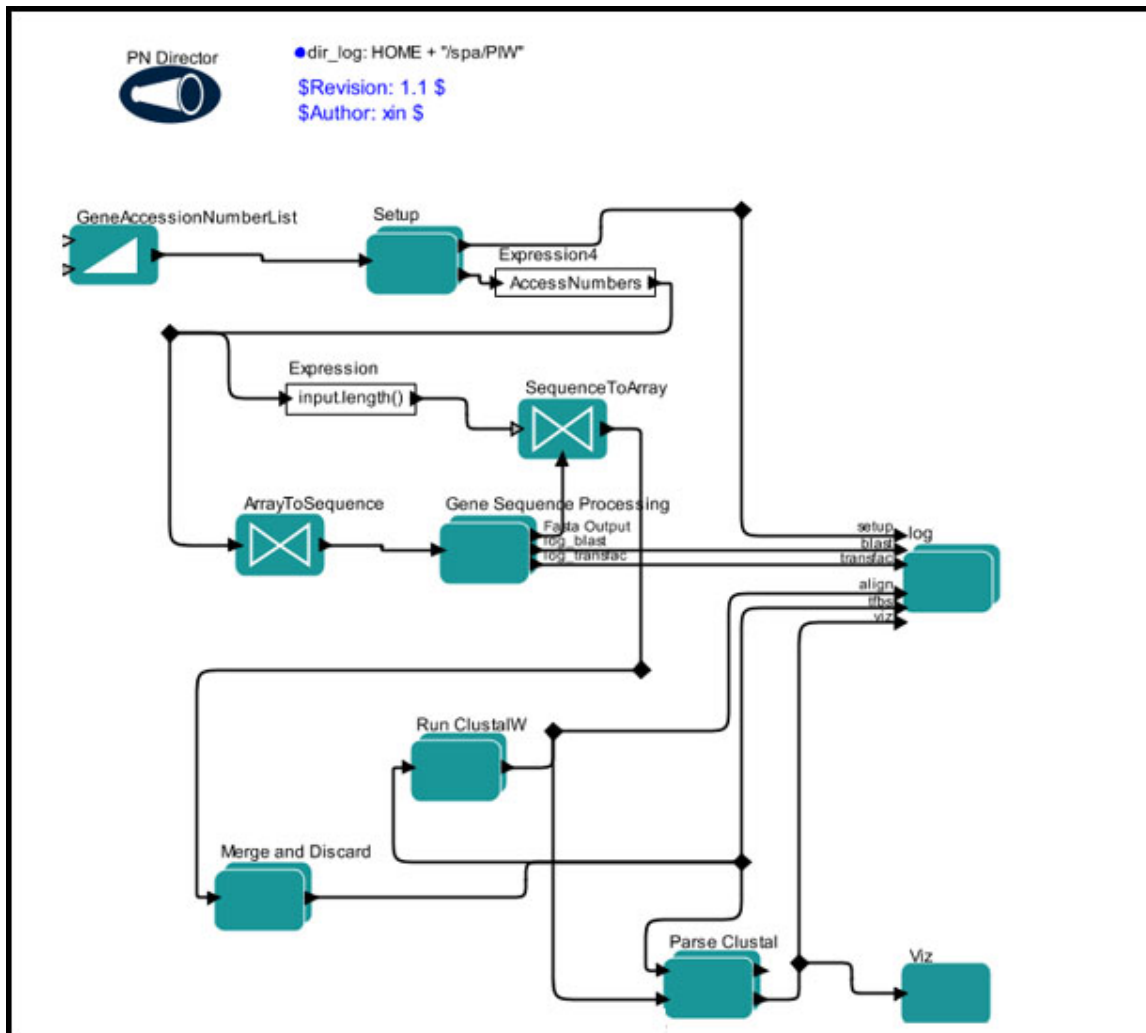 PN Director
dir_log: HOME + "/spa/PIW"
$Revision: 1.1 $
$Author: xin $
GeneAccessionNumberList
Setup
Expression4
AccessNumbers
Expression
input.length()
SequenceToArray
ArrayToSequence
Gene Sequence Processing
Fasta Output
log_blast
log_transfac
setup
log
blast
transfac
align
tfbs
viz
Run ClustalW
Merge and Discard
Parse Clustal
Viz